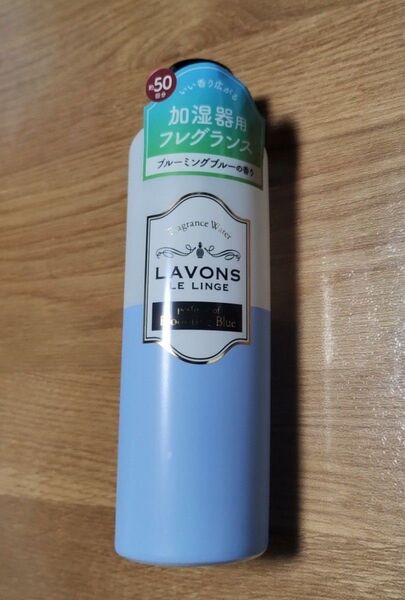 約50
回分
いい香り広がる
加湿器用
フレグランス
ブルーミングブルーの香り
Fragrance Water
LAVONS
LE LINGE
perfume of
Blooming Blue